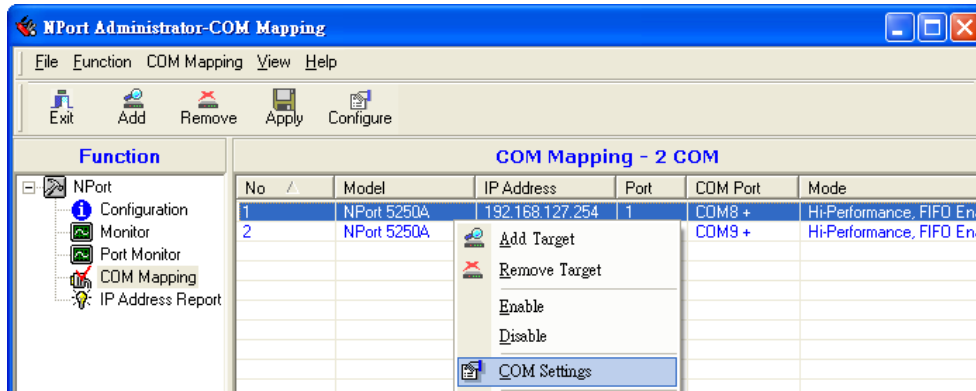 NPort Administrator-COM Mapping
File Function COM Mapping View Help
Exit Add Remove Apply Configure
Function
COM Mapping - 2 COM
NPort
Configuration
Monitor
Port Monitor
COM Mapping
IP Address Report
No Model IP Address Port COM Port Mode
1 NPort 5250A 192.168.127.254 1 COM8 + Hi-Performance, FIFO Ena
2 NPort 5250A COM9 + Hi-Performance, FIFO Ena
Add Target
Remove Target
Enable
Disable
COM Settings